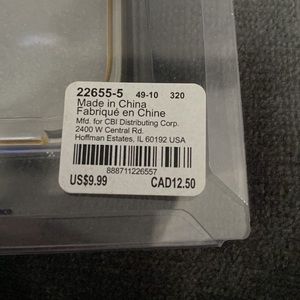 22655-5 49-10 320
Made in China
Fabriqué en Chine
Mfd. for CBI Distributing Corp.
2400 W Central Rd.
Hoffman Estates, IL 60192 USA
888711226557
US$9.99 CAD12.50